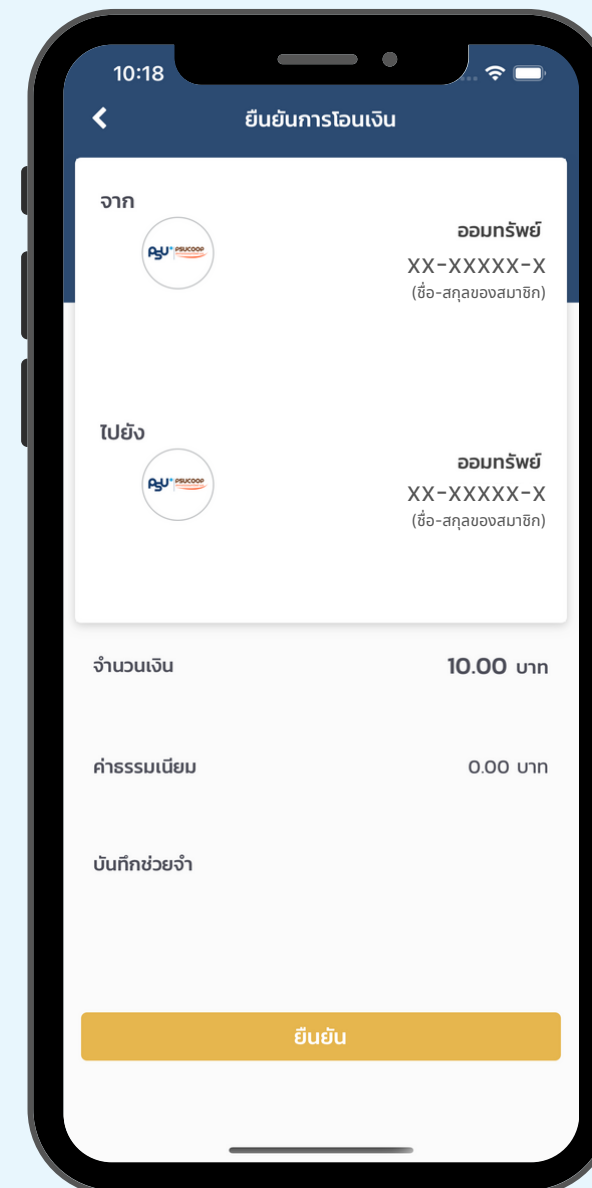 10:18
ยืนยันการโอนเงิน
จาก
PSU PSUCOOP
ออมทรัพย์
XX-XXXXX-X
(ชื่อ-สกุลของสมาชิก)
ไปยัง
PSU PSUCOOP
ออมทรัพย์
XX-XXXXX-X
(ชื่อ-สกุลของสมาชิก)
จำนวนเงิน 10.00 บาท
ค่าธรรมเนียม 0.00 บาท
บันทึกช่วยจำ
ยืนยัน